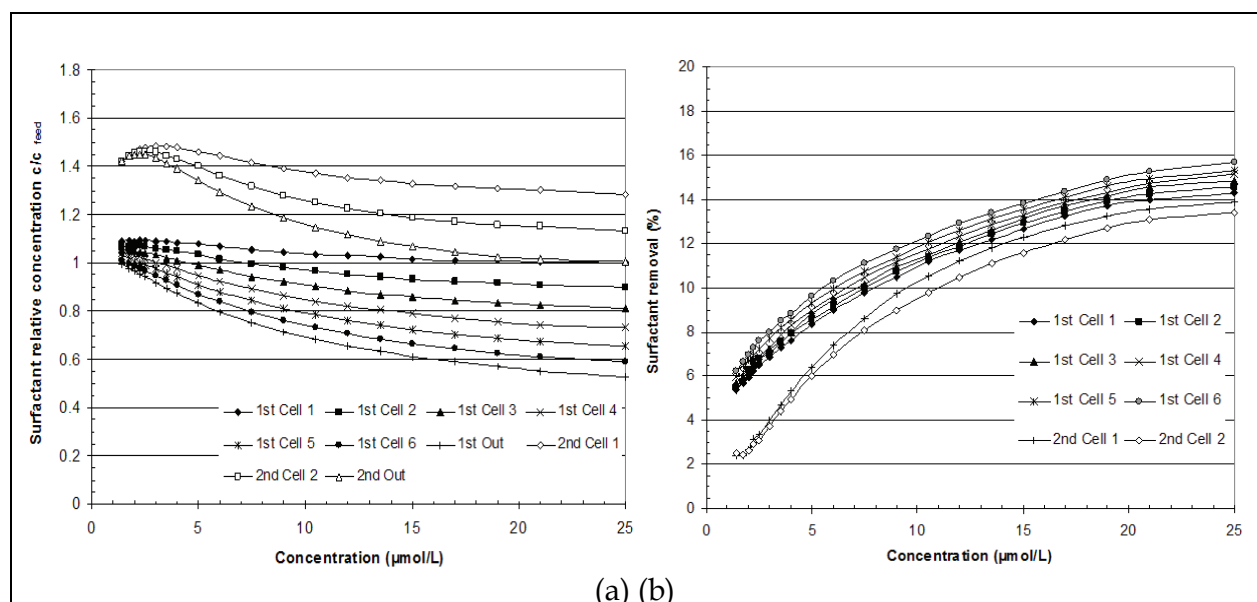 Surfactant relative concentration c/c feed
1.8
1.6
1.4
1.2
1
0.8
0.6
0.4
0.2
0
0 5 10 15 20 25
Concentration (µmol/L)
1st Cell 1 1st Cell 2 1st Cell 3 1st Cell 4
1st Cell 5 1st Cell 6 1st Out 2nd Cell 1
2nd Cell 2 2nd Out
Surfactant removal (%)
20
18
16
14
12
10
8
6
4
2
0
0 5 10 15 20 25
Concentration (µmol/L)
1st Cell 1 1st Cell 2
1st Cell 3 1st Cell 4
1st Cell 5 1st Cell 6
2nd Cell 1 2nd Cell 2
(a) (b)